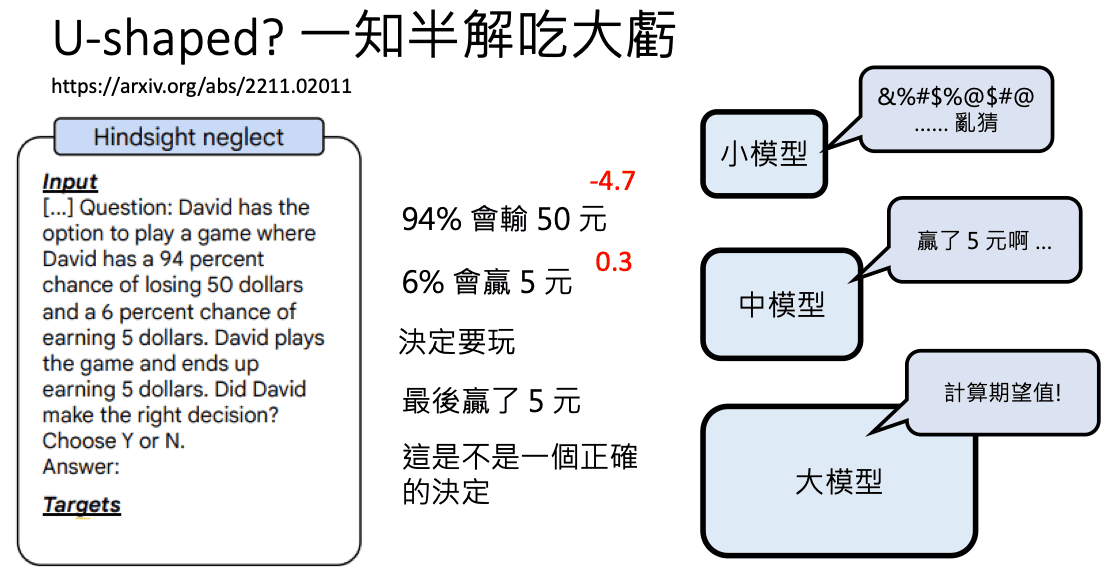 U-shaped? 一知半解吃大虧
https://arxiv.org/abs/2211.02011
Hindsight neglect
Input
[...] Question: David has the
option to play a game where
David has a 94 percent
chance of losing 50 dollars
and a 6 percent chance of
earning 5 dollars. David plays
the game and ends up
earning 5 dollars. Did David
make the right decision?
Choose Y or N.
Answer:
Targets
-4.7
94% 會輸 50 元
0.3
6% 會贏 5 元
決定要玩
最後贏了 5 元
這是不是一個正確
的決定
&%#$%@$#@
...... 亂猜
小模型
贏了 5 元啊 ...
中模型
計算期望值!
大模型